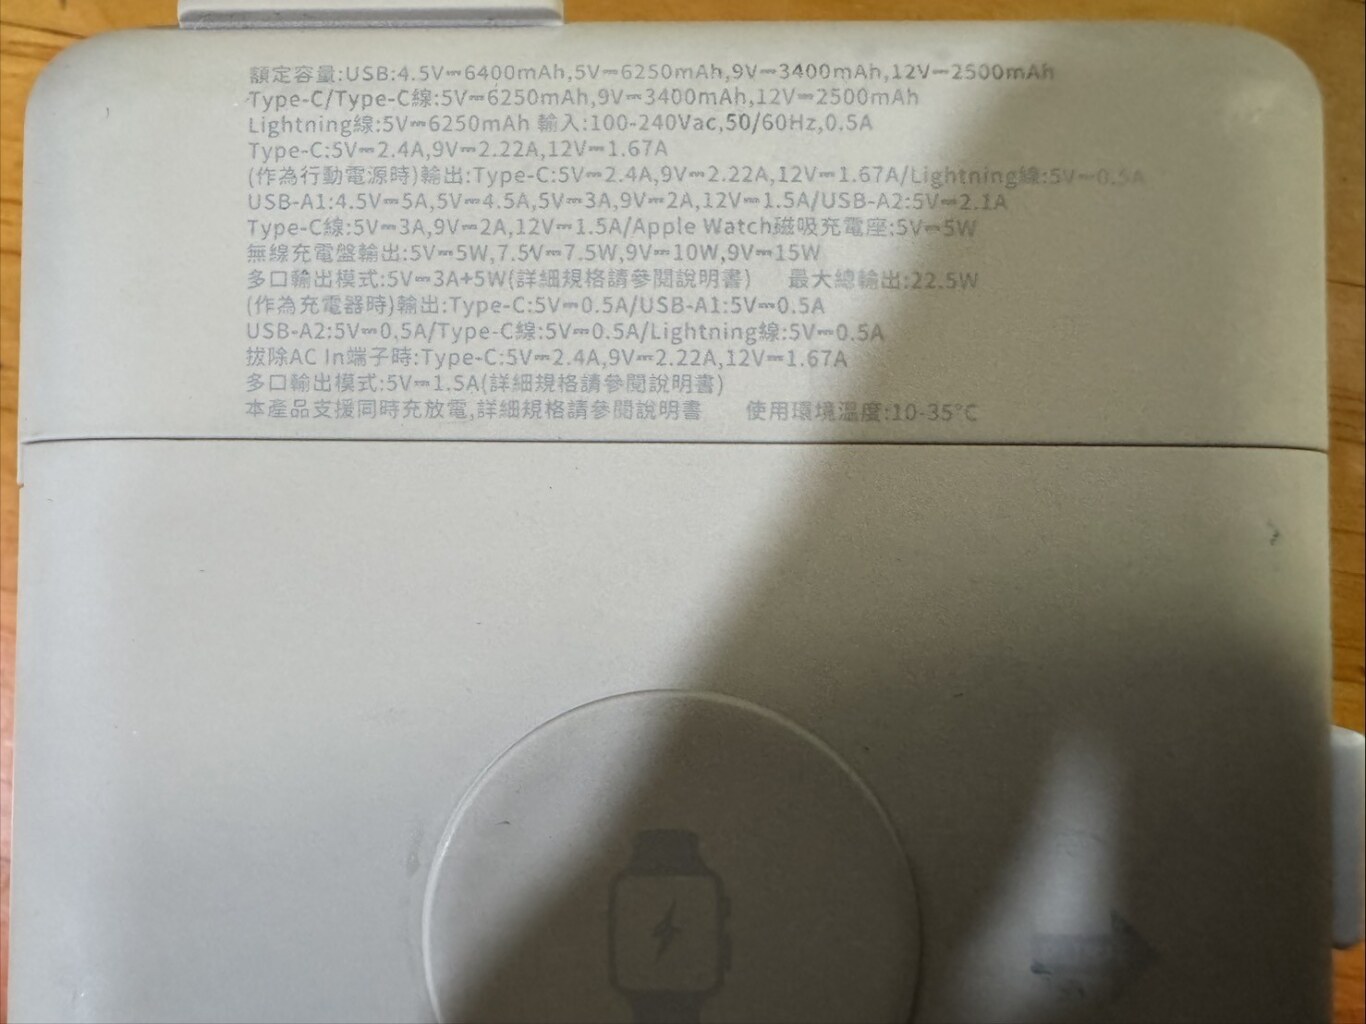 額定容量:USB:4.5V⎓6400mAh,5V⎓6250mAh,9V⎓3400mAh,12V⎓2500mAh
Type-C/Type-C線:5V⎓6250mAh,9V⎓3400mAh,12V⎓2500mAh
Lightning線:5V⎓6250mAh 輸入:100-240Vac,50/60Hz,0.5A
Type-C:5V⎓2.4A,9V⎓2.22A,12V⎓1.67A
(作為行動電源時)輸出:Type-C:5V⎓2.4A,9V⎓2.22A,12V⎓1.67A/Lightning線:5V⎓0.5A
USB-A1:4.5V⎓5A,5V⎓4.5A,5V⎓3A,9V⎓2A,12V⎓1.5A/USB-A2:5V⎓2.1A
Type-C線:5V⎓3A,9V⎓2A,12V⎓1.5A/Apple Watch磁吸充電座:5V⎓5W
無線充電盤輸出:5V⎓5W,7.5V⎓7.5W,9V⎓10W,9V⎓15W
多口輸出模式:5V⎓3A+5W(詳細規格請參閱說明書) 最大總輸出:22.5W
(作為充電器時)輸出:Type-C:5V⎓0.5A/USB-A1:5V⎓0.5A
USB-A2:5V⎓0.5A/Type-C線:5V⎓0.5A/Lightning線:5V⎓0.5A
拔除AC In端子時:Type-C:5V⎓2.4A,9V⎓2.22A,12V⎓1.67A
多口輸出模式:5V⎓1.5A(詳細規格請參閱說明書)
本產品支援同時充放電,詳細規格請參閱說明書 使用環境溫度:10-35°C